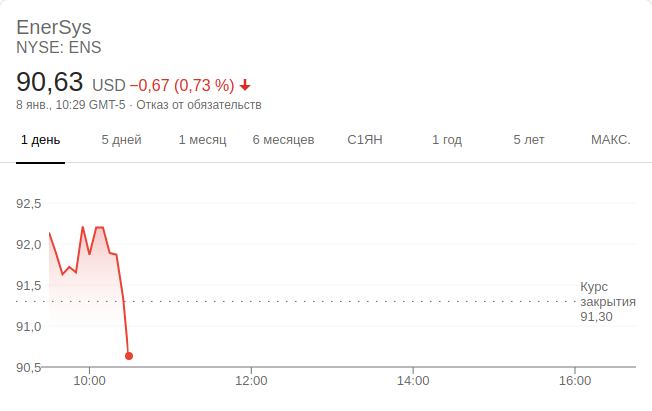 EnerSys
NYSE: ENS
90,63 USD −0,67 (0,73 %)
8 янв., 10:29 GMT-5 · Отказ от обязательств
1 день 5 дней 1 месяц 6 месяцев С1ЯН 1 год 5 лет МАКС.
92,5
92,0
91,5
Курс
закрытия
91,30
91,0
90,5
10:00 12:00 14:00 16:00